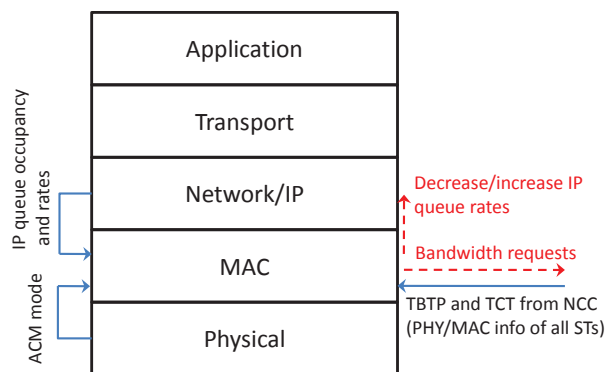 Application
Transport
Network/IP
MAC
Physical
IP queue occupancy
and rates
ACM mode
Decrease/increase IP
queue rates
Bandwidth requests
TBTP and TCT from NCC
(PHY/MAC info of all STs)